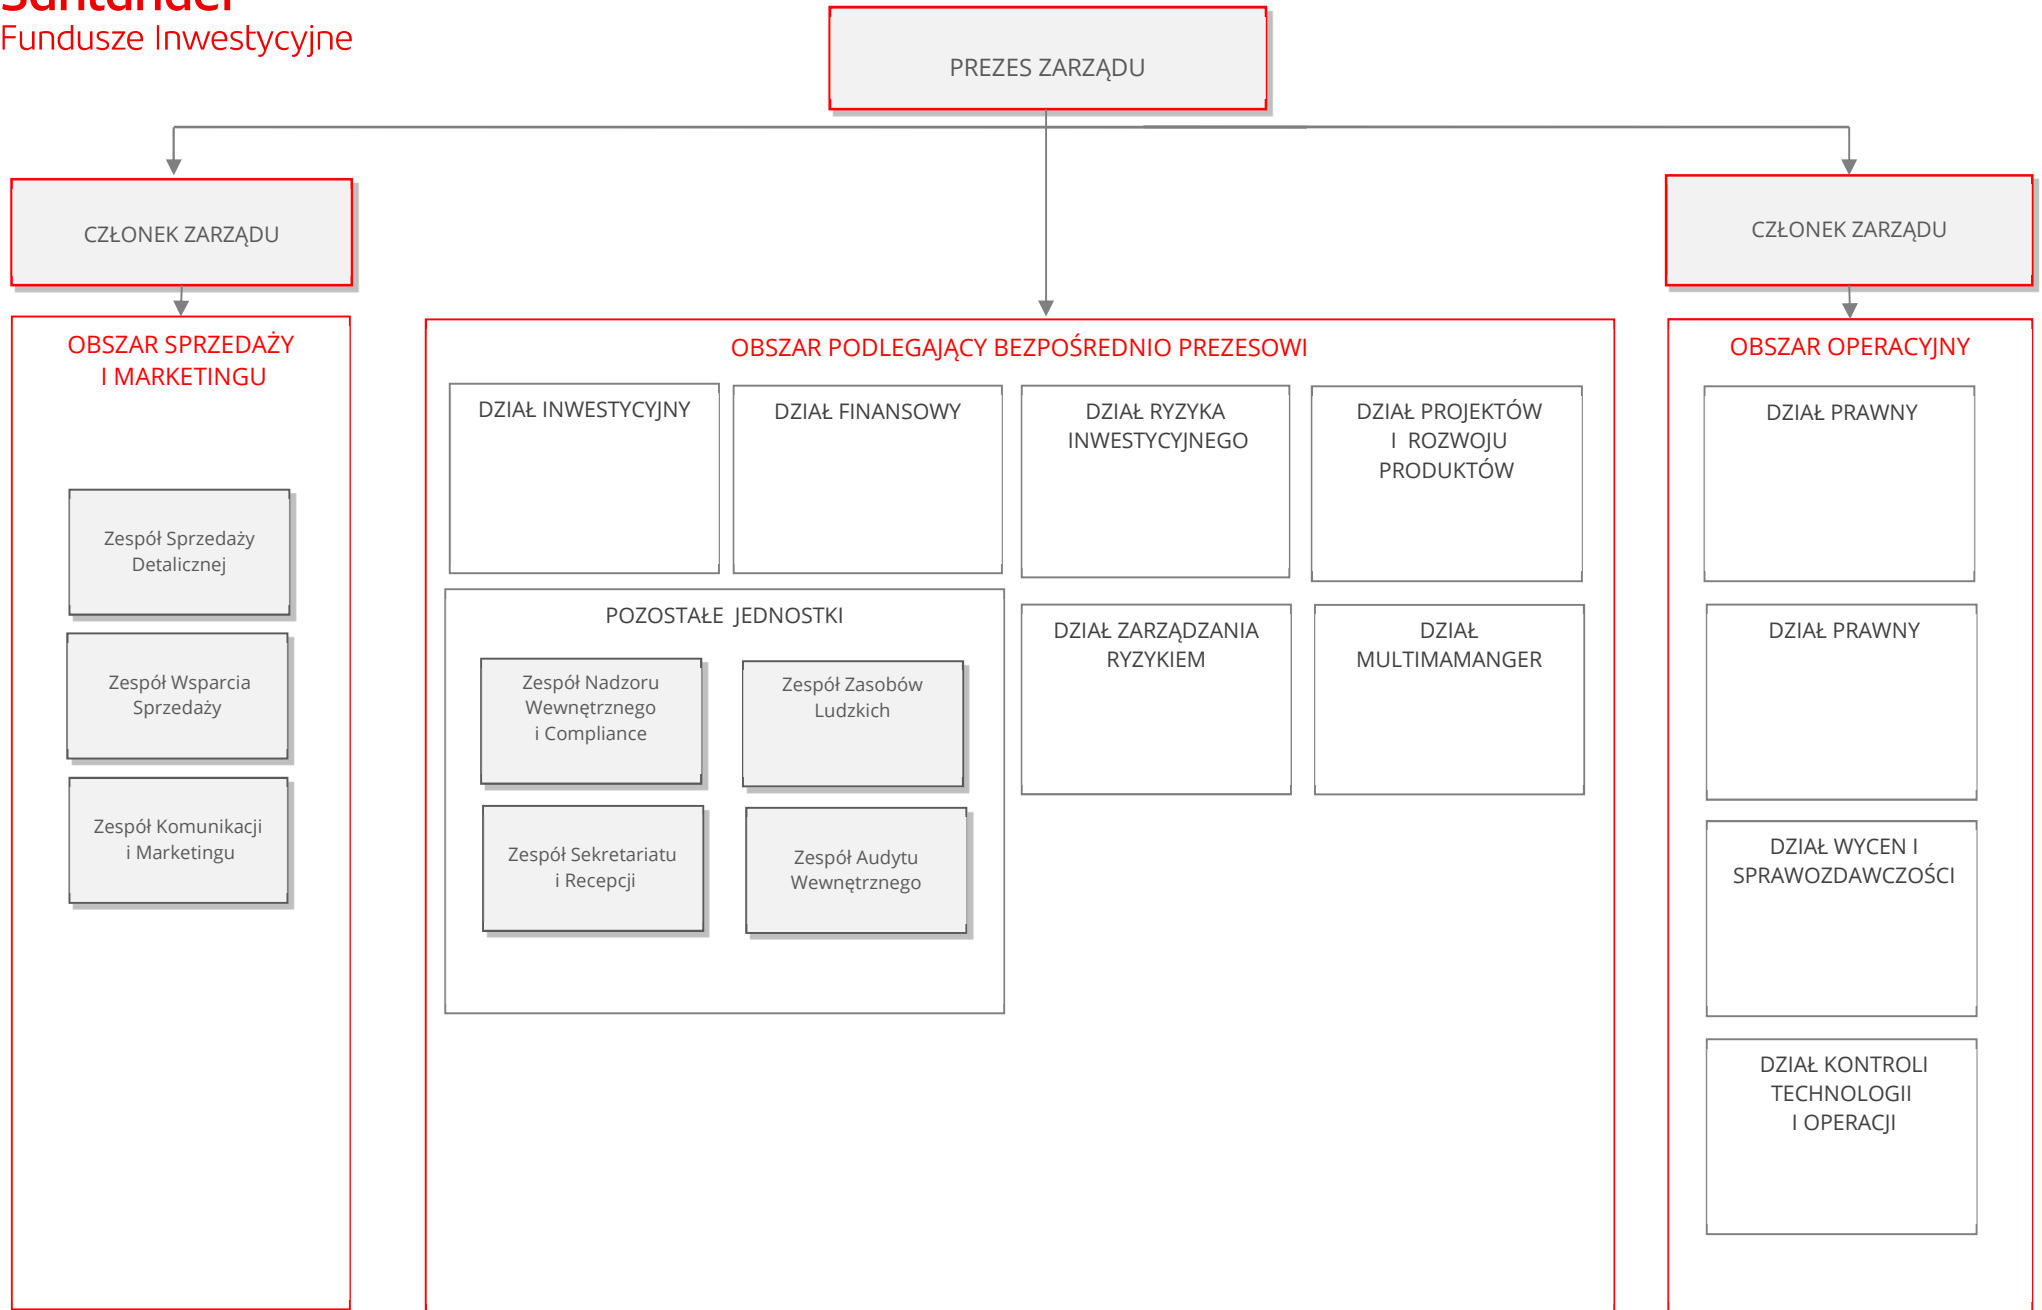 Santander
Fundusze Inwestycyjne
PREZES ZARZĄDU
CZŁONEK ZARZĄDU
CZŁONEK ZARZĄDU
OBSZAR SPRZEDAŻY
I MARKETINGU
Zespół Sprzedaży
Detalicznej
Zespół Wsparcia
Sprzedaży
Zespół Komunikacji
i Marketingu
OBSZAR PODLEGAJĄCY BEZPOŚREDNIO PREZESOWI
DZIAŁ INWESTYCYJNY
DZIAŁ FINANSOWY
DZIAŁ RYZYKA
INWESTYCYJNEGO
DZIAŁ PROJEKTÓW
I ROZWOJU
PRODUKTÓW
POZOSTAŁE JEDNOSTKI
Zespół Nadzoru
Wewnętrznego
i Compliance
Zespół Zasobów
Ludzkich
Zespół Sekretariatu
i Recepcji
Zespół Audytu
Wewnętrznego
DZIAŁ ZARZĄDZANIA
RYZYKIEM
DZIAŁ
MULTIMAMANGER
OBSZAR OPERACYJNY
DZIAŁ PRAWNY
DZIAŁ PRAWNY
DZIAŁ WYCEN I
SPRAWOZDAWCZOŚCI
DZIAŁ KONTROLI
TECHNOLOGII
I OPERACJI